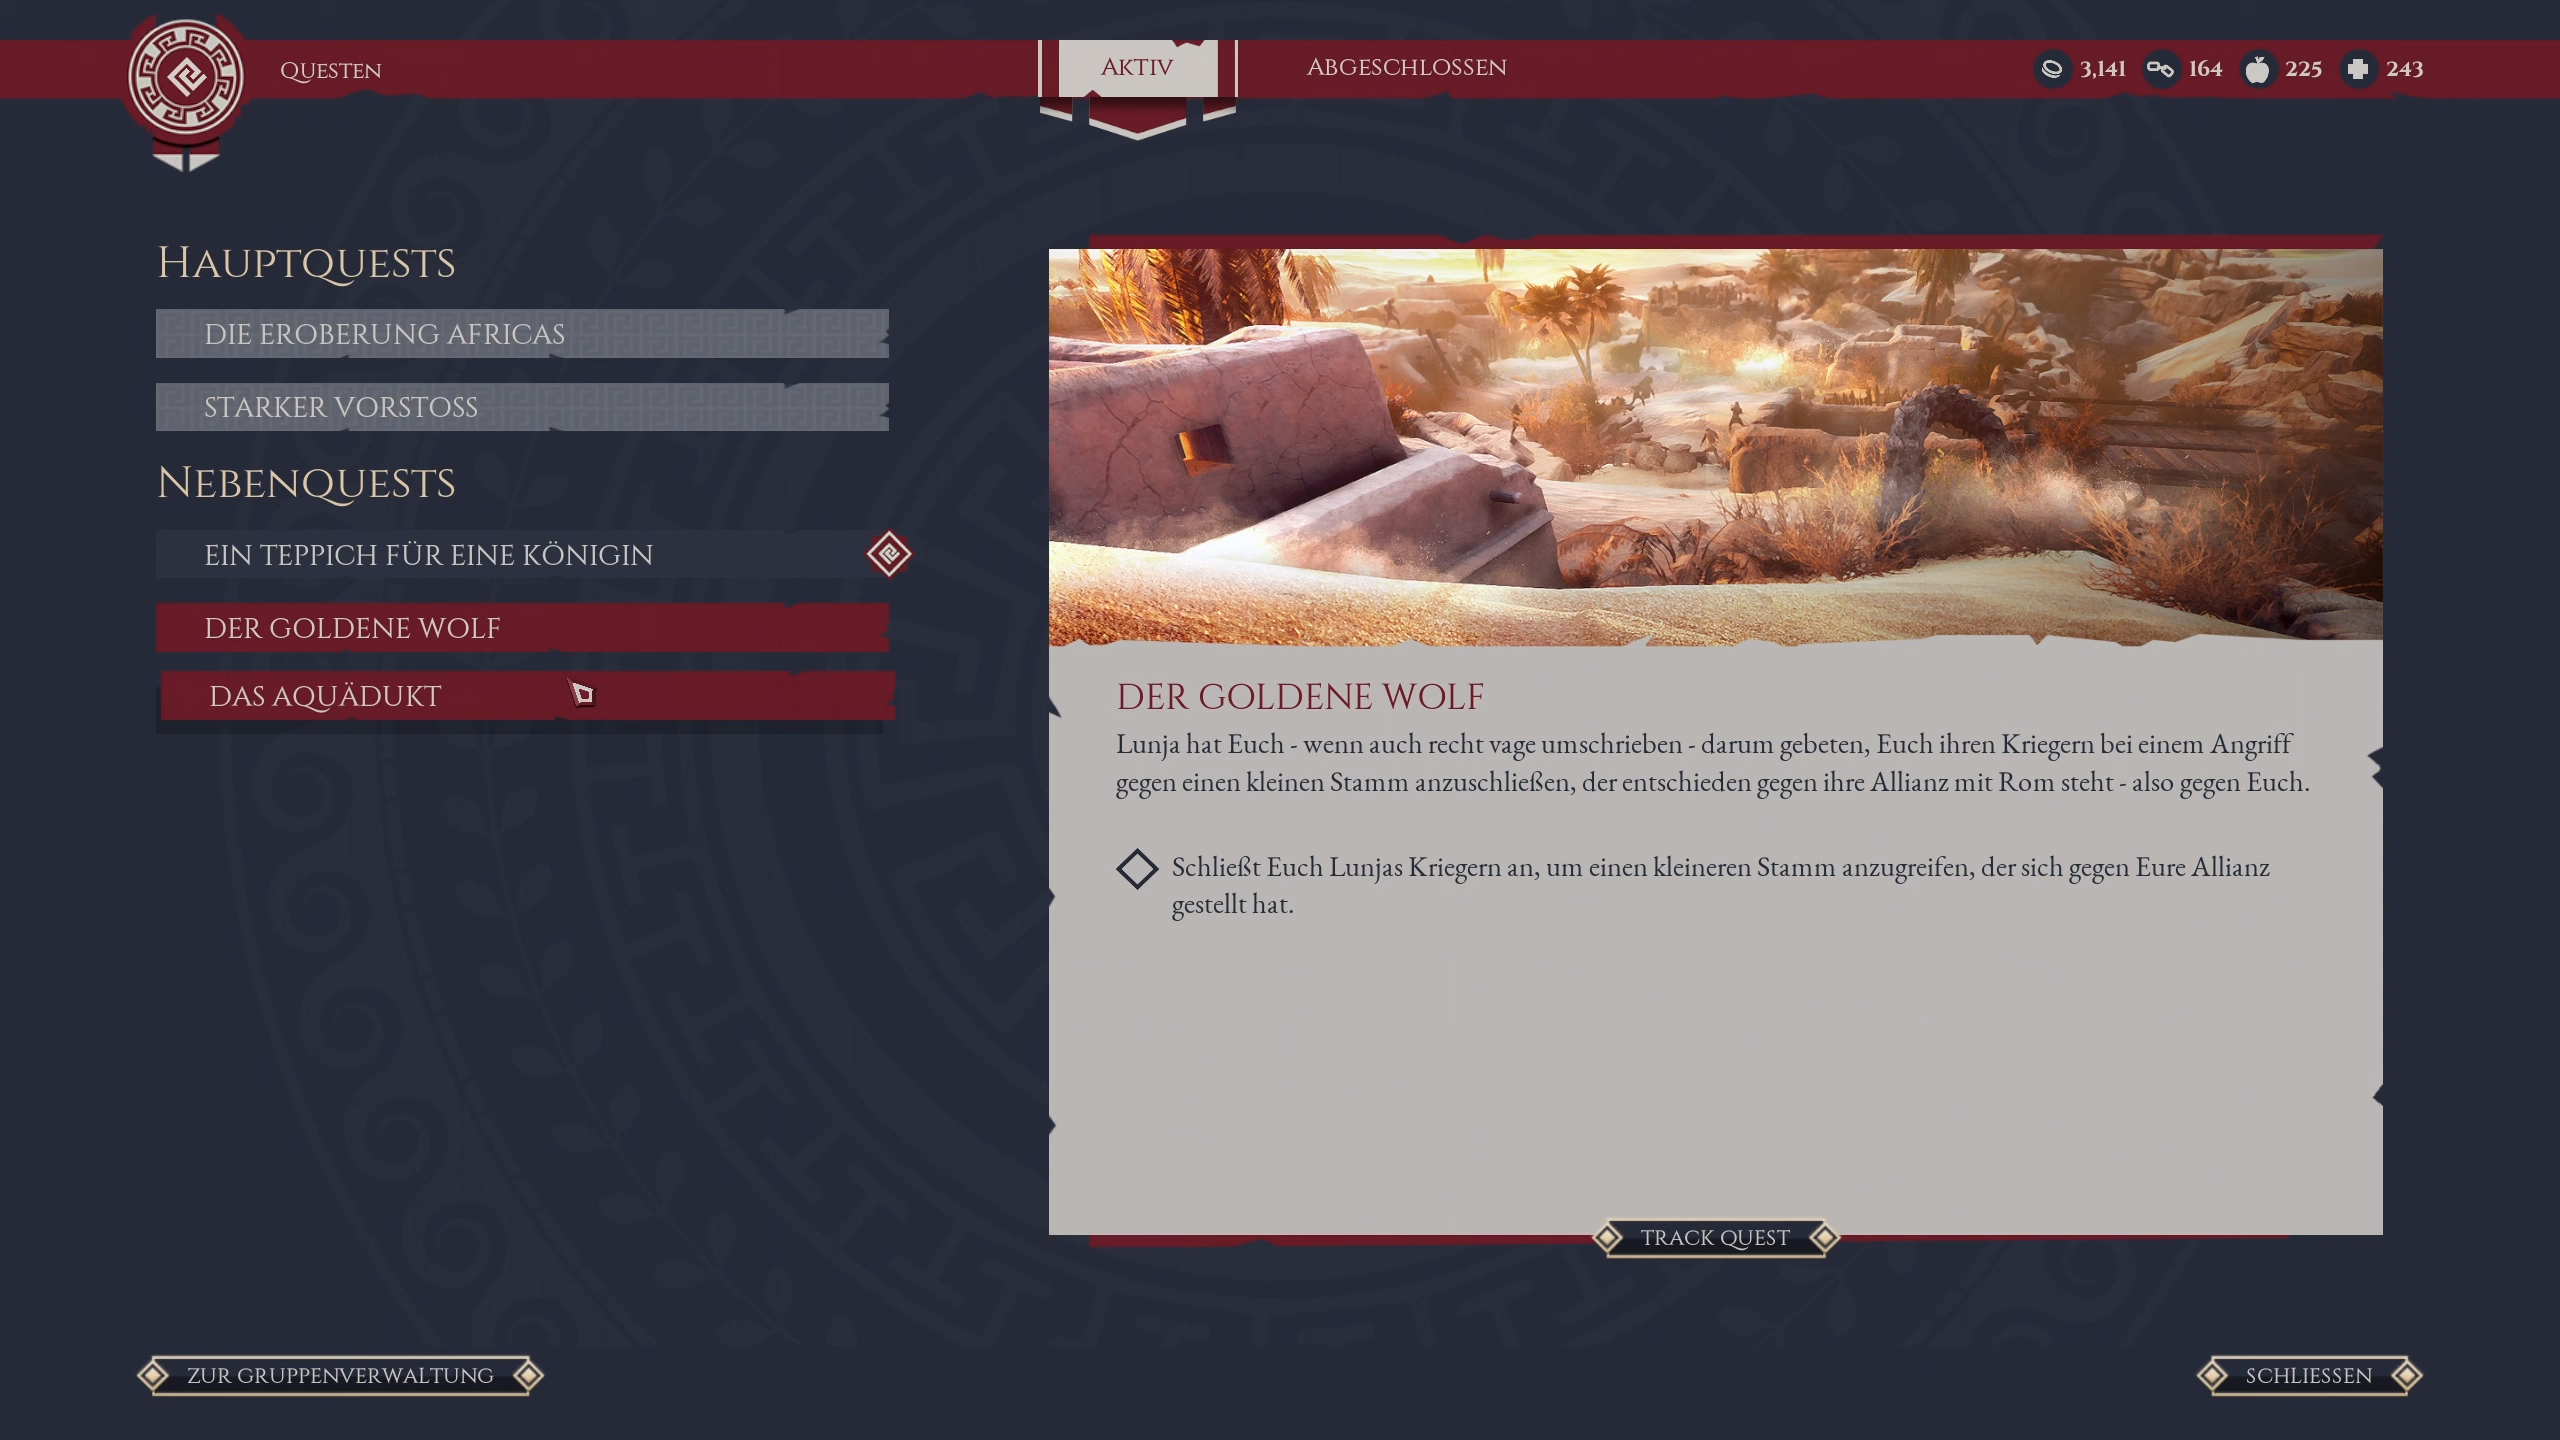 Questen
Aktiv
Abgeschlossen
3,141
164
225
243
Hauptquests
Die Eroberung Africas
Starker Vorstoss
Nebenquests
Ein Teppich für eine Königin
Der goldene Wolf
Das Aquädukt
Der goldene Wolf
Lunja hat Euch - wenn auch recht vage umschrieben - darum gebeten, Euch ihren Kriegern bei einem Angriff
gegen einen kleinen Stamm anzuschließen, der entschieden gegen ihre Allianz mit Rom steht - also gegen Euch.
Schließt Euch Lunjas Kriegern an, um einen kleineren Stamm anzugreifen, der sich gegen Eure Allianz
gestellt hat.
Track Quest
Zur Gruppenverwaltung
Schliessen